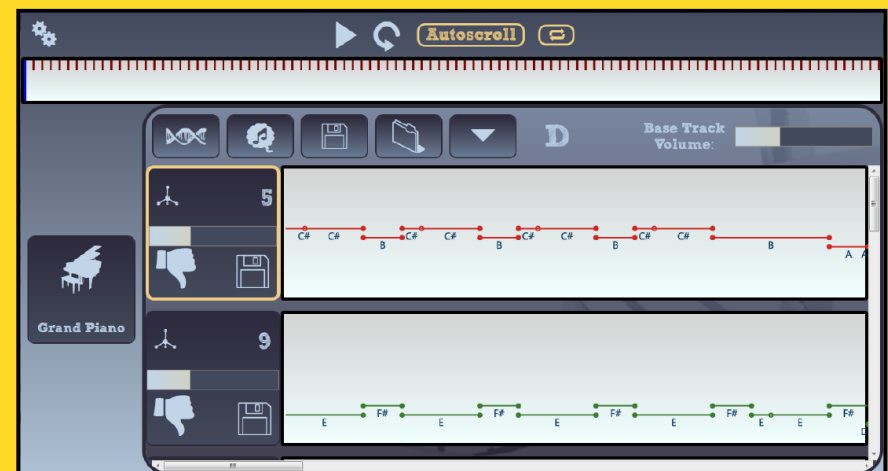 Autoscroll
D
Base Track
Volume:
5
C# C# B C# C# B C# C# B C# C# B A A
Grand Piano
9
E F# E F# E F# E F# E E F# D